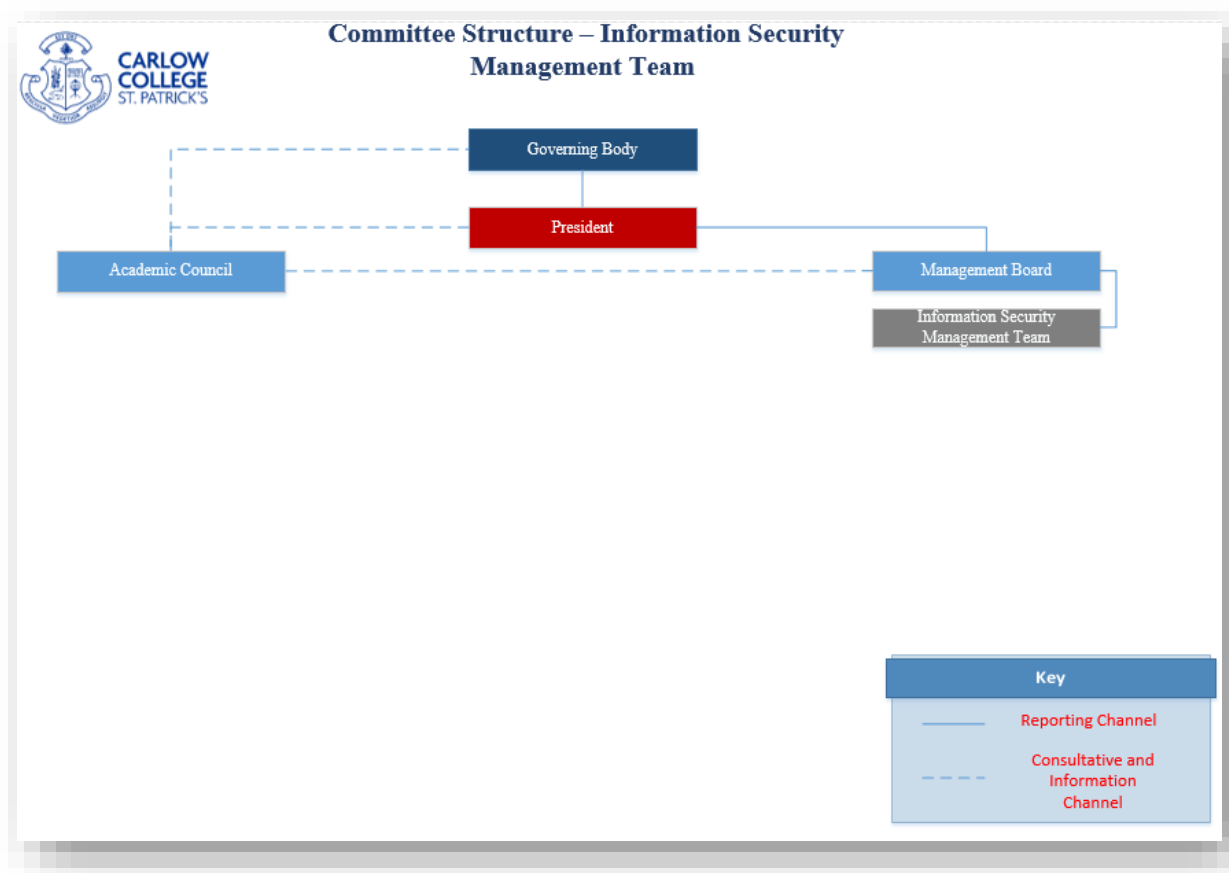 Committee Structure – Information Security
Management Team
CARLOW
COLLEGE
ST. PATRICK'S
Governing Body
President
Academic Council
Management Board
Information Security
Management Team
Key
Reporting Channel
Consultative and
Information
Channel